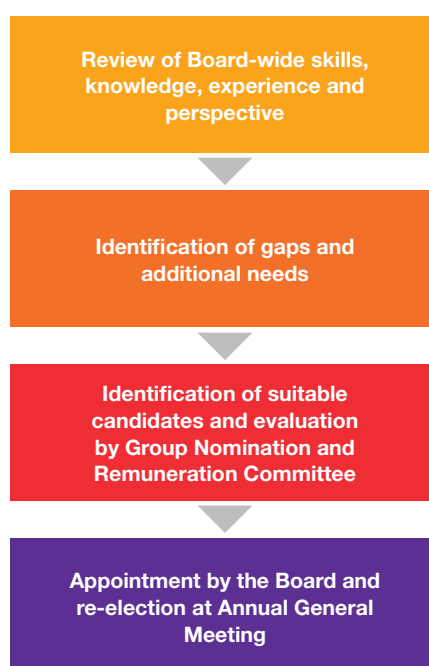 Review of Board-wide skills,
knowledge, experience and
perspective
Identification of gaps and
additional needs
Identification of suitable
candidates and evaluation
by Group Nomination and
Remuneration Committee
Appointment by the Board and
re-election at Annual General
Meeting